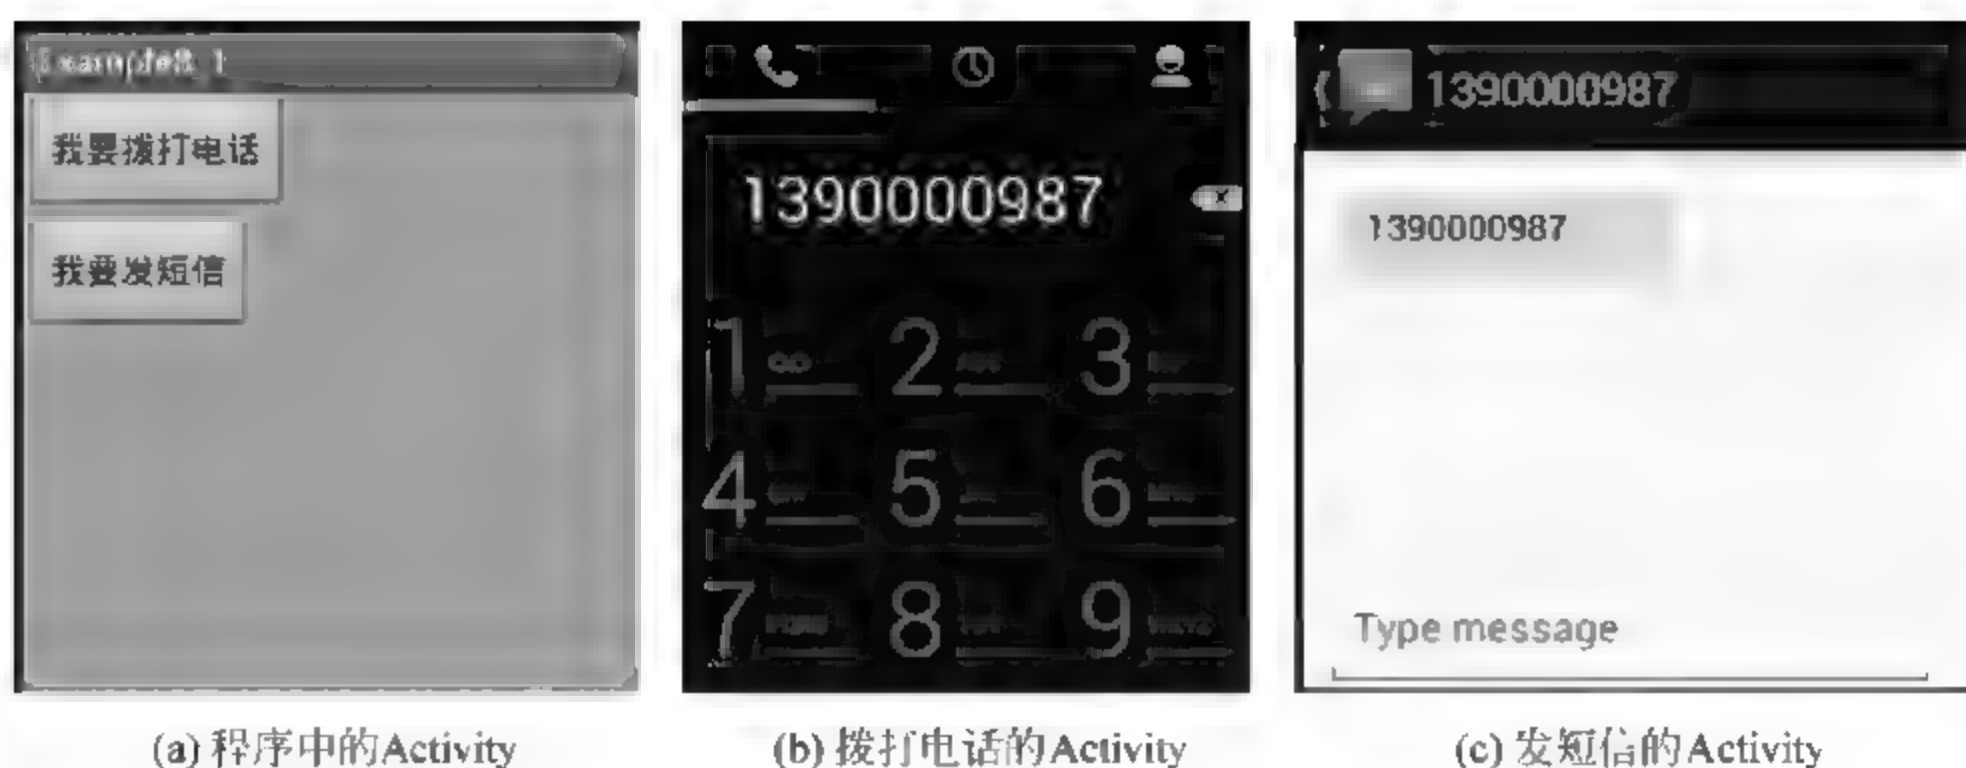 Example8_1
我要拨打电话
我要发短信
(a) 程序中的Activity
1390000987
1 2 3
4 5 6
7 8 9
(b) 拨打电话的Activity
1390000987
1390000987
Type message
(c) 发短信的Activity